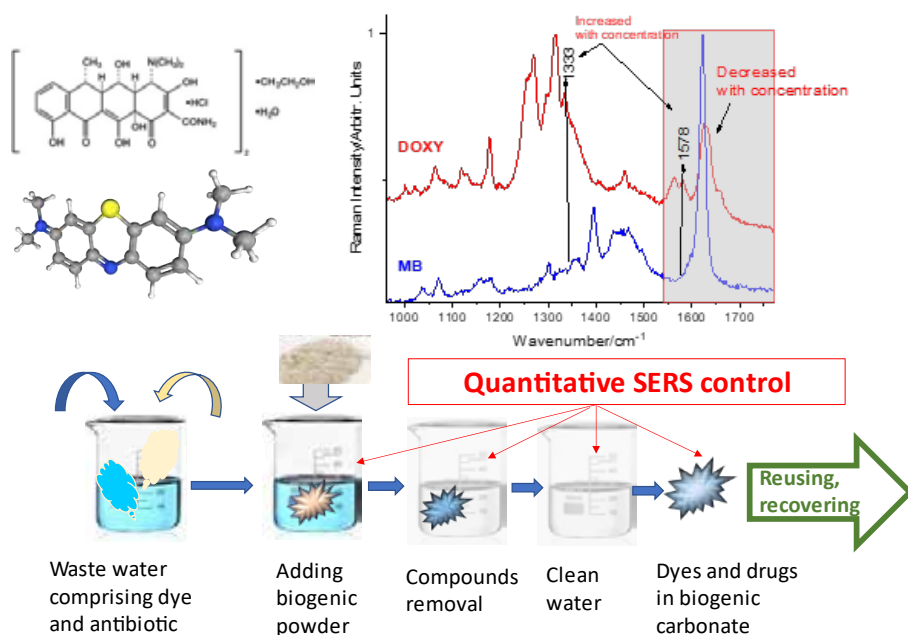 CH₃ OH N(CH₃)₂
OH
•HCl
CONH₂
OH O OH OH O
2
•CH₃CH₂OH
•H₂O
Raman Intensity/Arbitr. Units
1
Increased
with concentration
1333
Decreased
with concentration
1578
DOXY
MB
1000 1100 1200 1300 1400 1500 1600 1700
Wavenumber/cm⁻¹
Quantitative SERS control
Reusing,
recovering
Waste water
comprising dye
and antibiotic
Adding
biogenic
powder
Compounds
removal
Clean
water
Dyes and drugs
in biogenic
carbonate